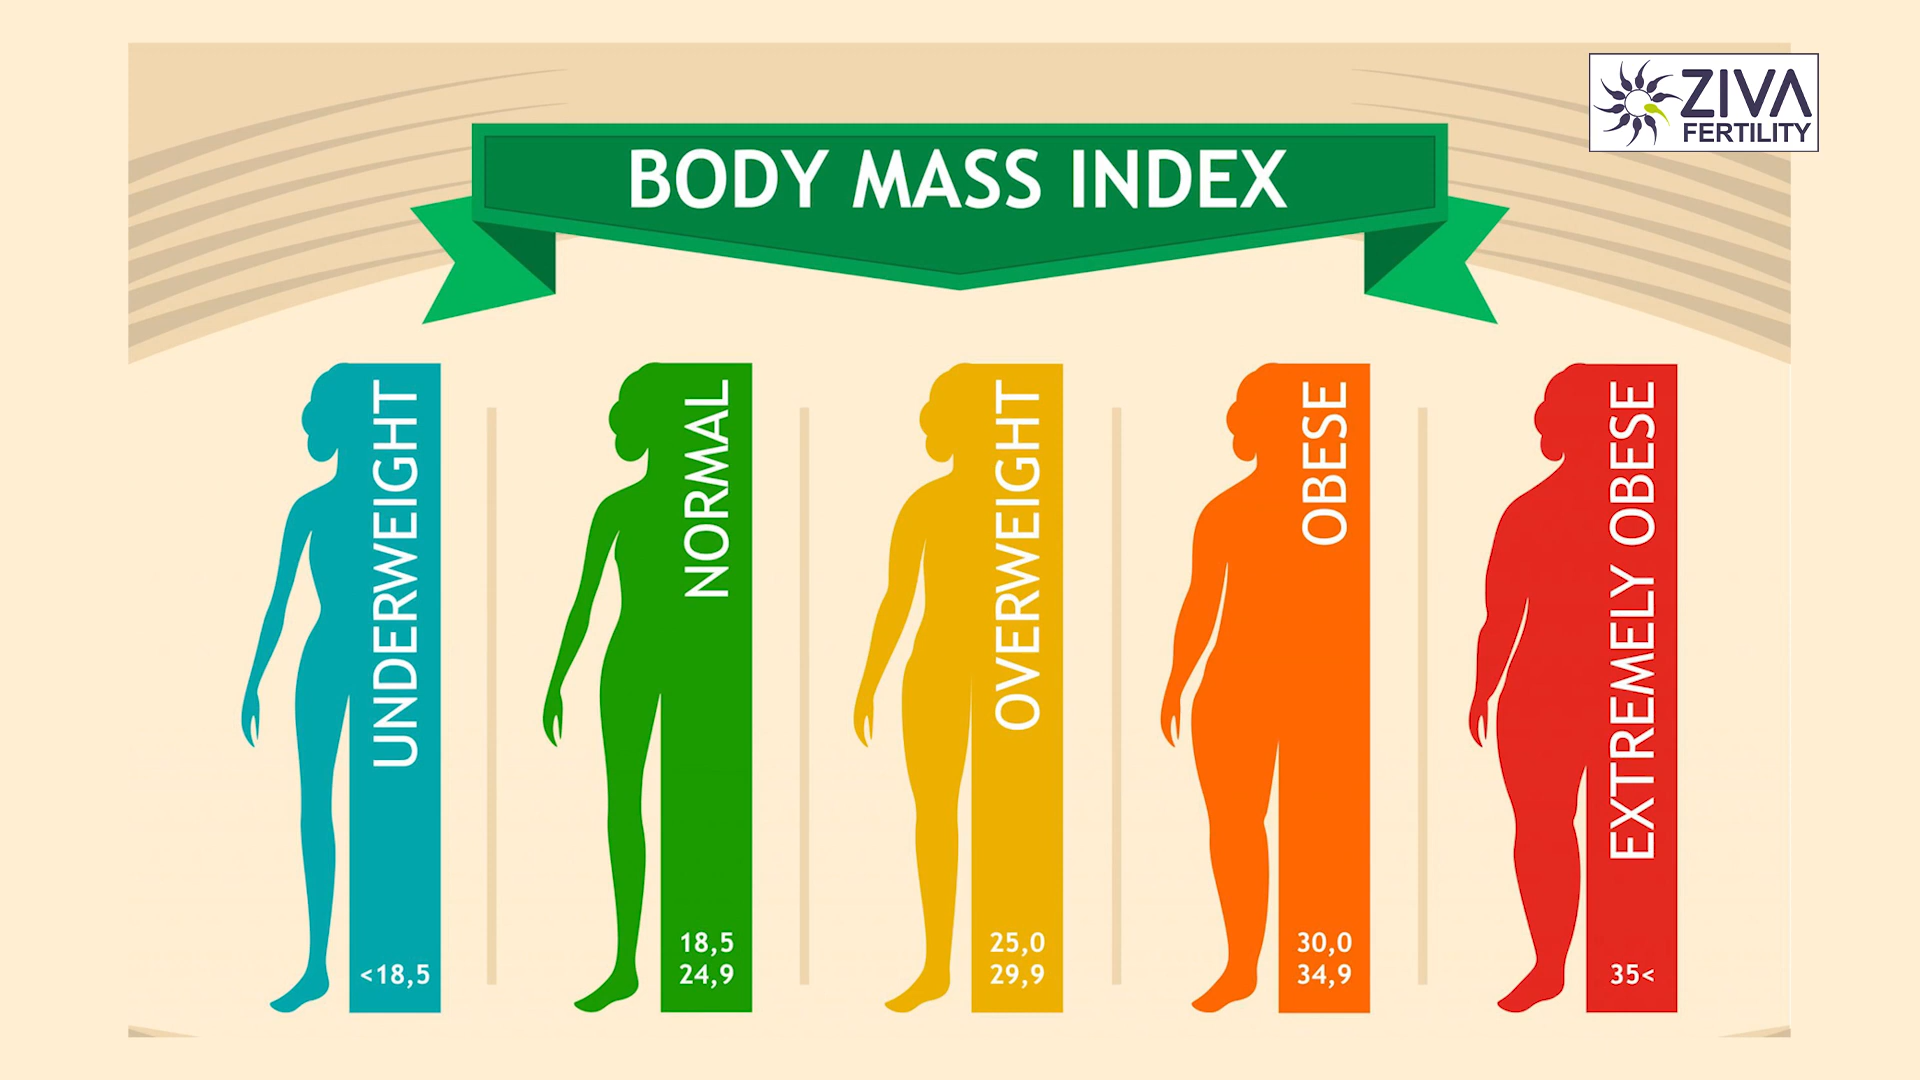 ZIVA
FERTILITY
BODY MASS INDEX
UNDERWEIGHT
<18,5
NORMAL
18,5
24,9
OVERWEIGHT
25,0
29,9
OBESE
30,0
34,9
EXTREMELY OBESE
35<